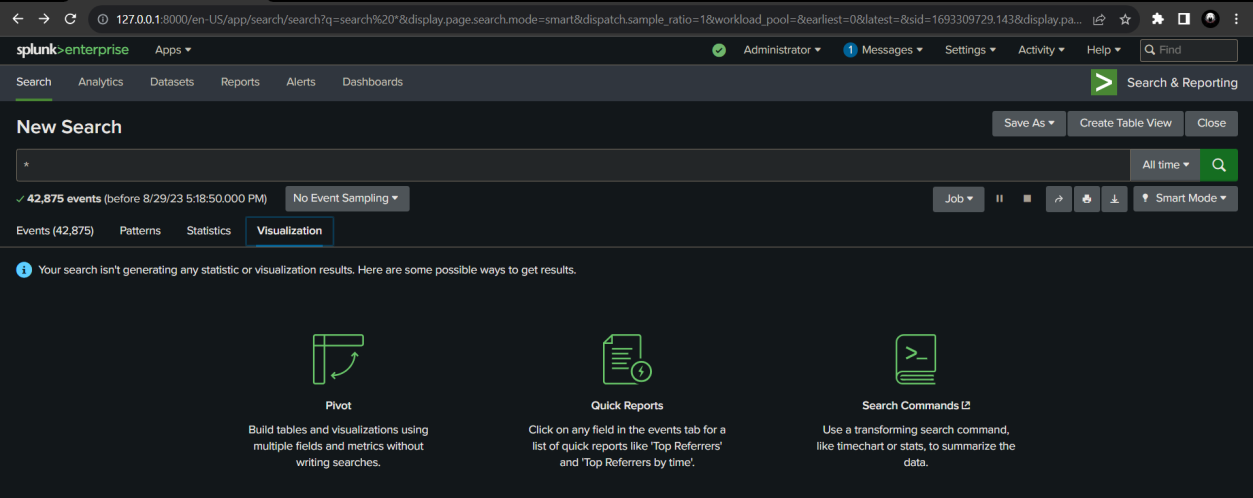 127.0.0.1:8000/en-US/app/search/search?q=search%20*&display.page.search.mode=smart&dispatch.sample_ratio=1&workload_pool=&earliest=0&latest=&sid=1693309729.143&display.pa...
splunk>enterprise Apps Administrator 1 Messages Settings Activity Help Find
Search Analytics Datasets Reports Alerts Dashboards > Search & Reporting
New Search Save As Create Table View Close
* All time
✓ 42,875 events (before 8/29/23 5:18:50.000 PM) No Event Sampling Job Smart Mode
Events (42,875) Patterns Statistics Visualization
i Your search isn't generating any statistic or visualization results. Here are some possible ways to get results.
Pivot
Build tables and visualizations using
multiple fields and metrics without
writing searches.
Quick Reports
Click on any field in the events tab for a
list of quick reports like 'Top Referrers'
and 'Top Referrers by time'.
>_
Search Commands
Use a transforming search command,
like timechart or stats, to summarize the
data.